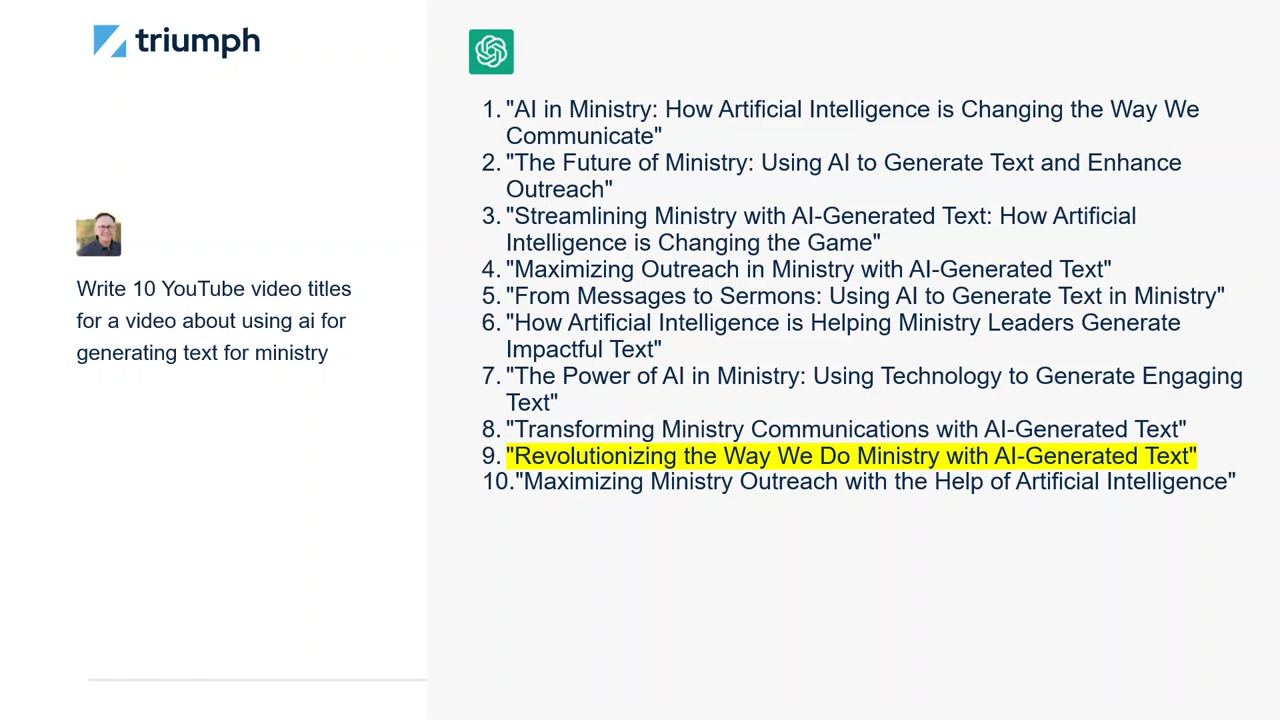 triumph
Write 10 YouTube video titles
for a video about using ai for
generating text for ministry
1. "AI in Ministry: How Artificial Intelligence is Changing the Way We
Communicate"
2. "The Future of Ministry: Using AI to Generate Text and Enhance
Outreach"
3. "Streamlining Ministry with AI-Generated Text: How Artificial
Intelligence is Changing the Game"
4. "Maximizing Outreach in Ministry with AI-Generated Text"
5. "From Messages to Sermons: Using AI to Generate Text in Ministry"
6. "How Artificial Intelligence is Helping Ministry Leaders Generate
Impactful Text"
7. "The Power of AI in Ministry: Using Technology to Generate Engaging
Text"
8. "Transforming Ministry Communications with AI-Generated Text"
9. "Revolutionizing the Way We Do Ministry with AI-Generated Text"
10."Maximizing Ministry Outreach with the Help of Artificial Intelligence"